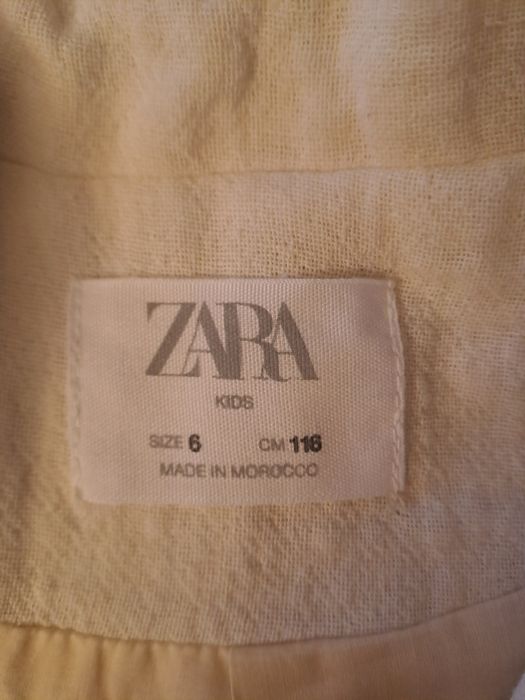 ZARA
KIDS
SIZE 6 CM 116
MADE IN MOROCCO